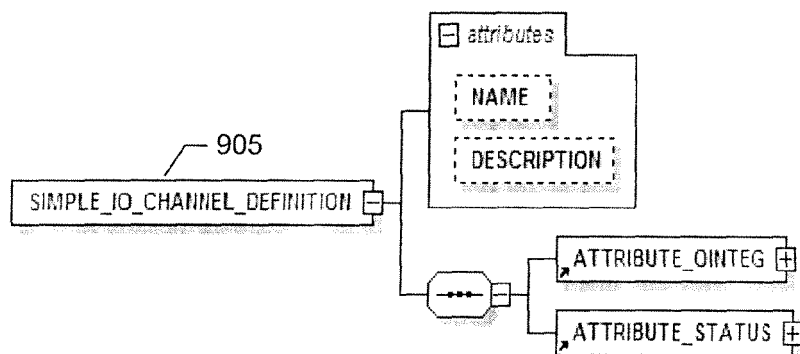 attributes
NAME
DESCRIPTION
905
SIMPLE_IO_CHANNEL_DEFINITION
ATTRIBUTE_OINTEG
ATTRIBUTE_STATUS